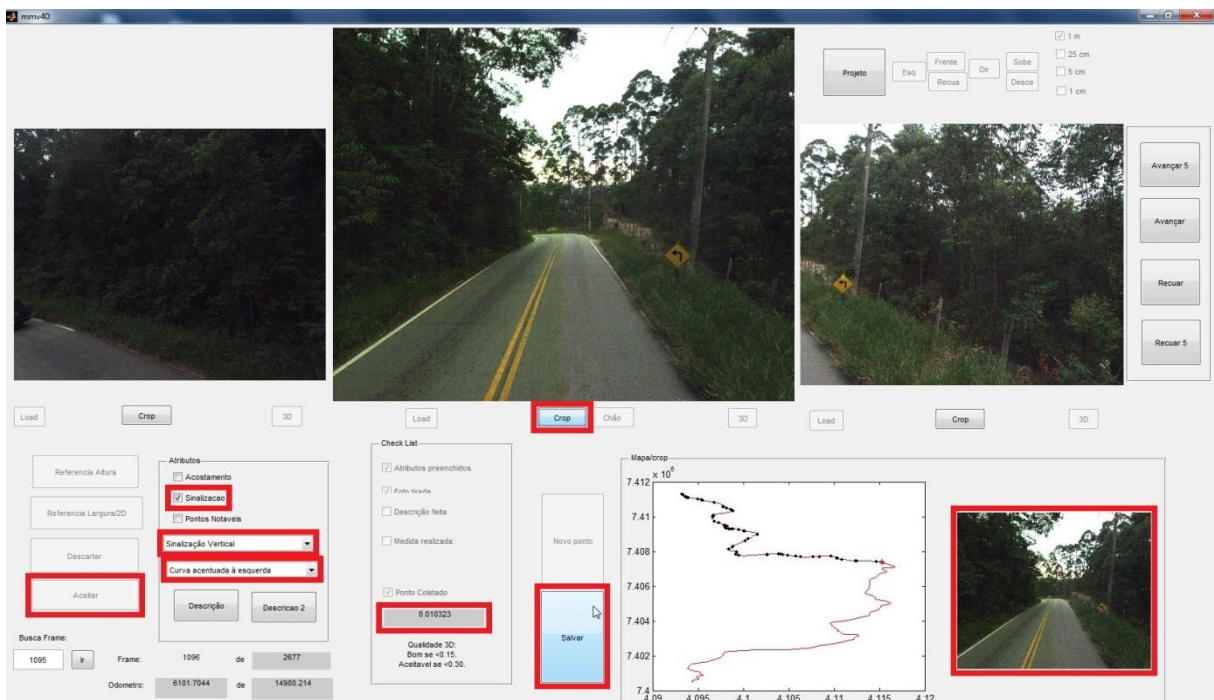 mmv40
1 m
25 cm
5 cm
1 cm
Projeto
Esq
Frente
Recua
Dir
Sobe
Desce
Avançar 5
Avançar
Recuar
Recuar 5
Load
Crop
3D
Load
Crop
Chão
3D
Load
Crop
3D
Referencia Altura
Referencia Largura/2D
Descartar
Aceitar
Atributos
Acostamento
Sinalizacao
Pontos Notaveis
Sinalização Vertical
Curva acentuada à esquerda
Descrição
Descricao 2
Busca Frame:
1095
Ir
Frame:
1096
de
2677
Odometro:
6101.7044
de
14980.214
Check List
Atributos preenchidos
Foto tirada
Descrição feita
Medida realizada:
Ponto Coletado
0.010323
Qualidade 3D:
Bom se <0.15.
Aceitavel se <0.30.
Novo ponto
Salvar
Mapa/crop
x 10^6
7.412
7.41
7.408
7.406
7.404
7.402
7.4
4.09
4.095
4.1
4.105
4.11
4.115
4.12